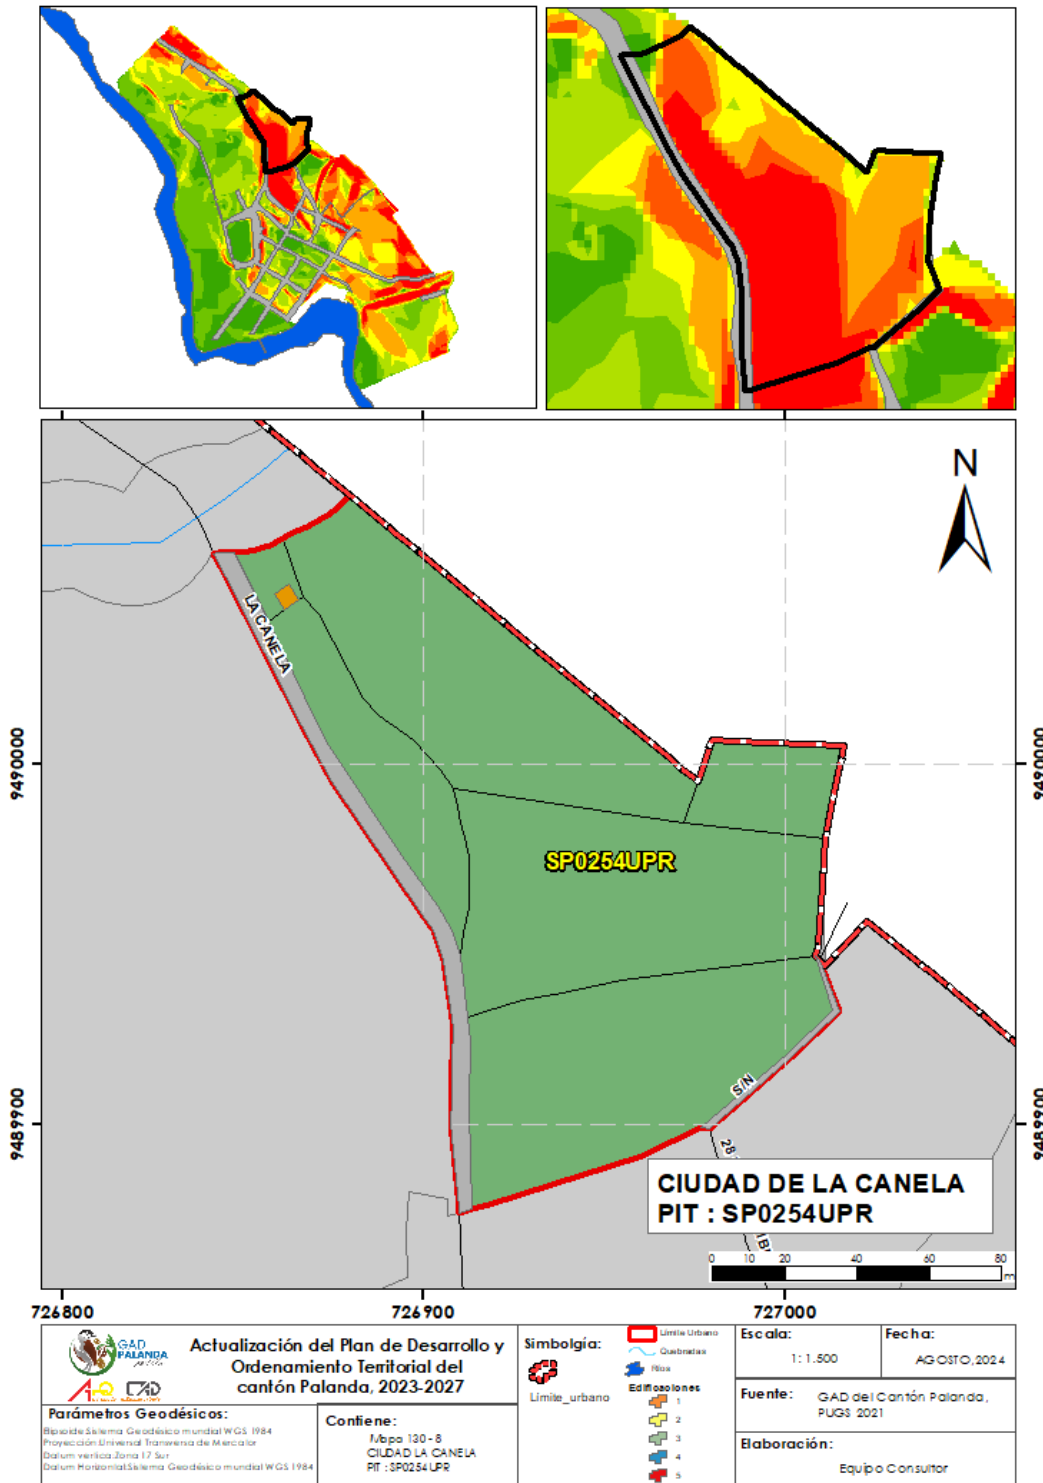 N
LA CANELA
SP0254UPR
S/N
28
CIUDAD DE LA CANELA
PIT : SP0254UPR
0 10 20 40 60 80
m
9490000
9490000
9489900
9489900
726800 726900 727000
GAD
PALANDA
Actualización del Plan de Desarrollo y
Ordenamiento Territorial del
cantón Palanda, 2023-2027
Parámetros Geodésicos:
Elipsoide:Sistema Geodésico mundial WGS 1984
Proyección:Universal Transversa de Mercator
Datum vertical:Zona 17 Sur
Datum Horizontal:Sistema Geodésico mundial WGS 1984
Contiene:
Mapa 130 - 8
CIUDAD LA CANELA
PIT : SP0254UPR
Simbolgía:
Límite_urbano
Límite Urbano
Quebradas
Ríos
Edificaciones
1
2
3
4
5
Escala:
1: 1.500
Fecha:
AGOSTO,2024
Fuente: GAD del Cantón Palanda,
PUGS 2021
Elaboración:
Equipo Consultor